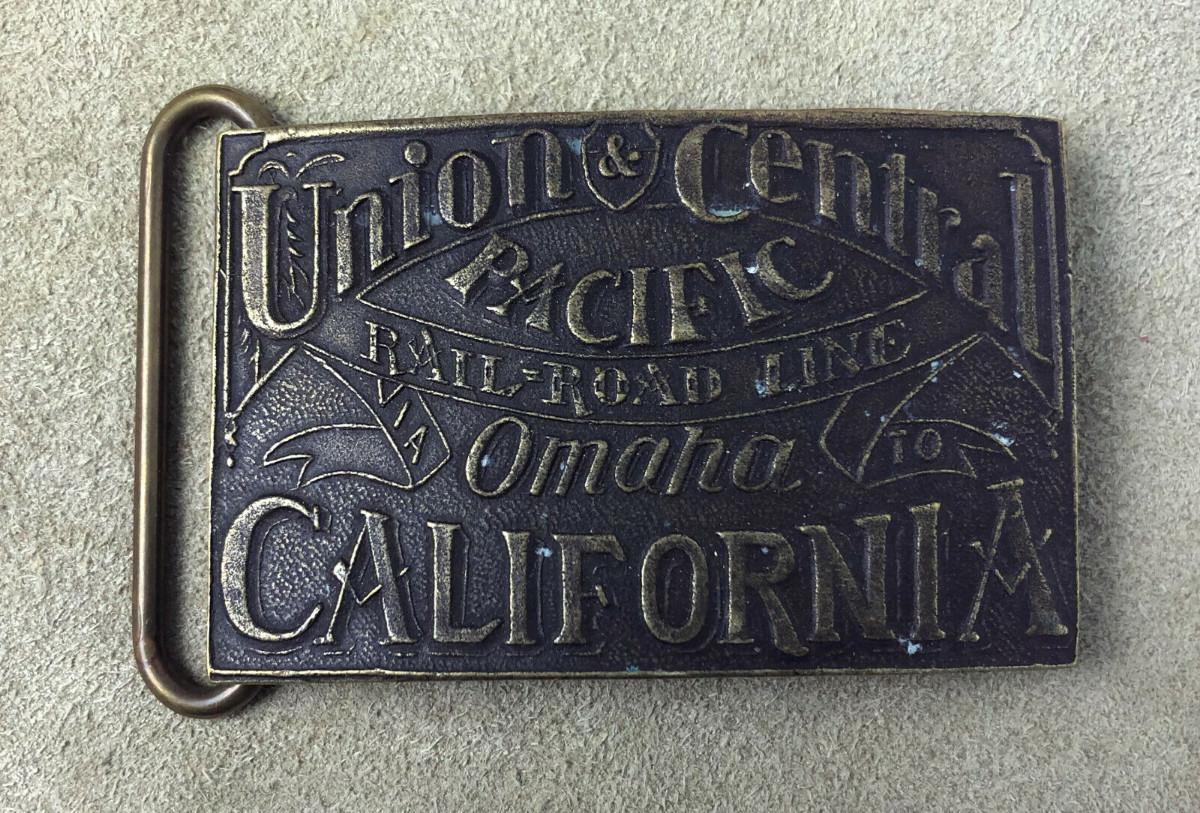 Union & Central
PACIFIC
RAIL-ROAD LINE
VIA Omaha TO
CALIFORNIA